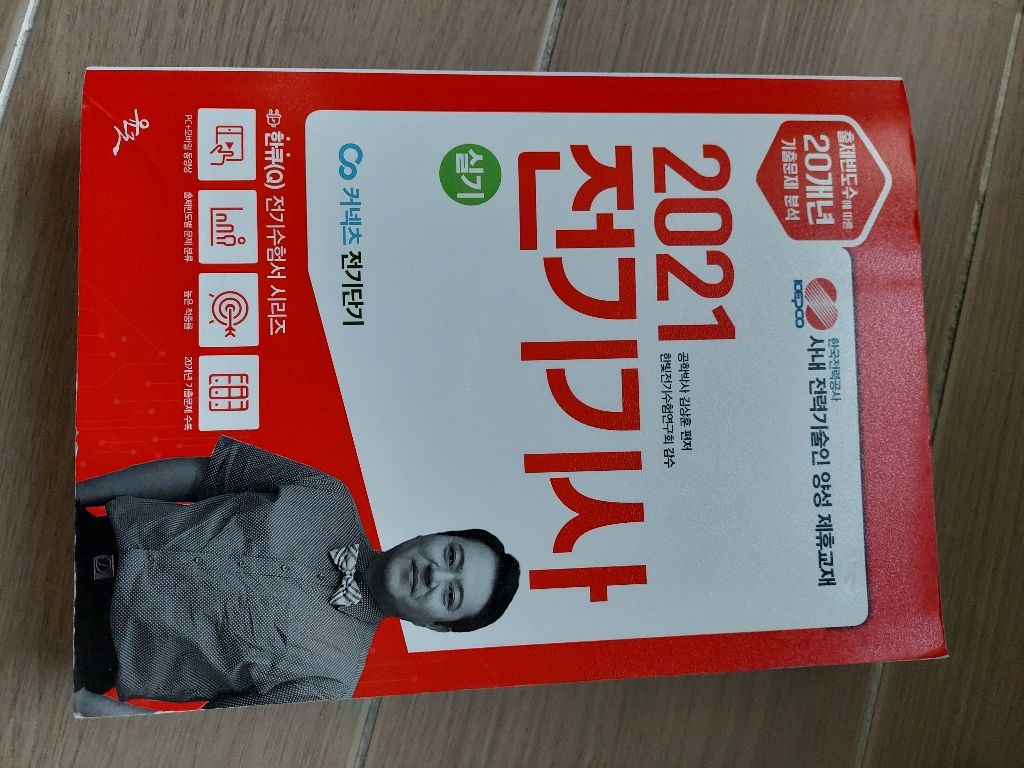 출제빈도수에 따른
20개년
기출문제 분석
KEPCO
한국전력공사
사내 전력기술인 양성 제휴교재
2021
공학박사 김상훈 편저
한빛전기수험연구회 감수
전기기사
실기
커넥츠 전기단기
한큐(Q) 전기수험서 시리즈
PC+모바일 동영상
출제빈도별 문제 분류
높은 적중률
20개년 기출문제 수록
윤조